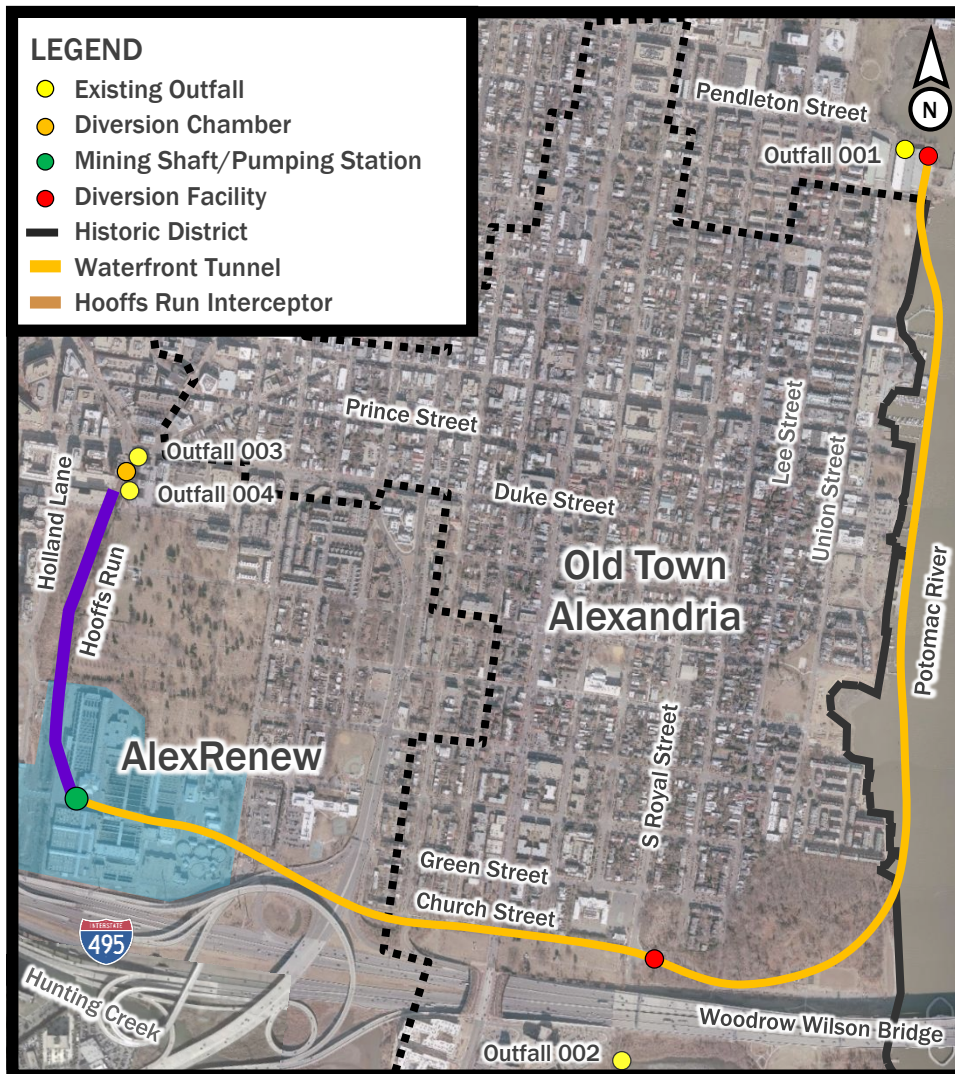 LEGEND
Existing Outfall
Diversion Chamber
Mining Shaft/Pumping Station
Diversion Facility
Historic District
Waterfront Tunnel
Hooffs Run Interceptor
N
Pendleton Street
Outfall 001
Prince Street
Lee Street
Union Street
Outfall 003
Outfall 004
Duke Street
Holland Lane
Hooffs Run
Old Town
Alexandria
Potomac River
AlexRenew
S Royal Street
Green Street
Church Street
INTERSTATE
495
Hunting Creek
Woodrow Wilson Bridge
Outfall 002